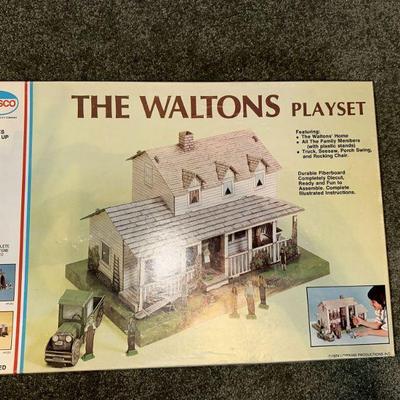 SCO
THE WALTONS PLAYSET
Featuring:
• The Waltons' Home
• All The Family Members
(with plastic stands)
• Truck, Seesaw, Porch Swing,
and Rocking Chair.
Durable Fiberboard
Completely Diecut,
Ready and Fun to
Assemble. Complete
Illustrated Instructions.
UP